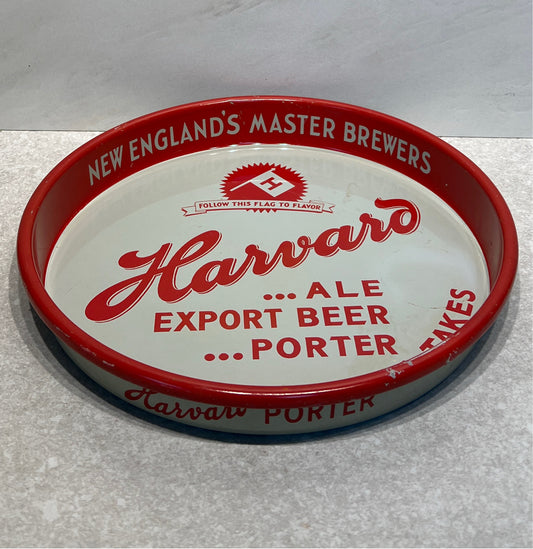 NEW ENGLAND'S MASTER BREWERS
H
FOLLOW THIS FLAG TO FLAVOR
Harvard
... ALE
EXPORT BEER
... PORTER
TAKES
Harvard PORTER